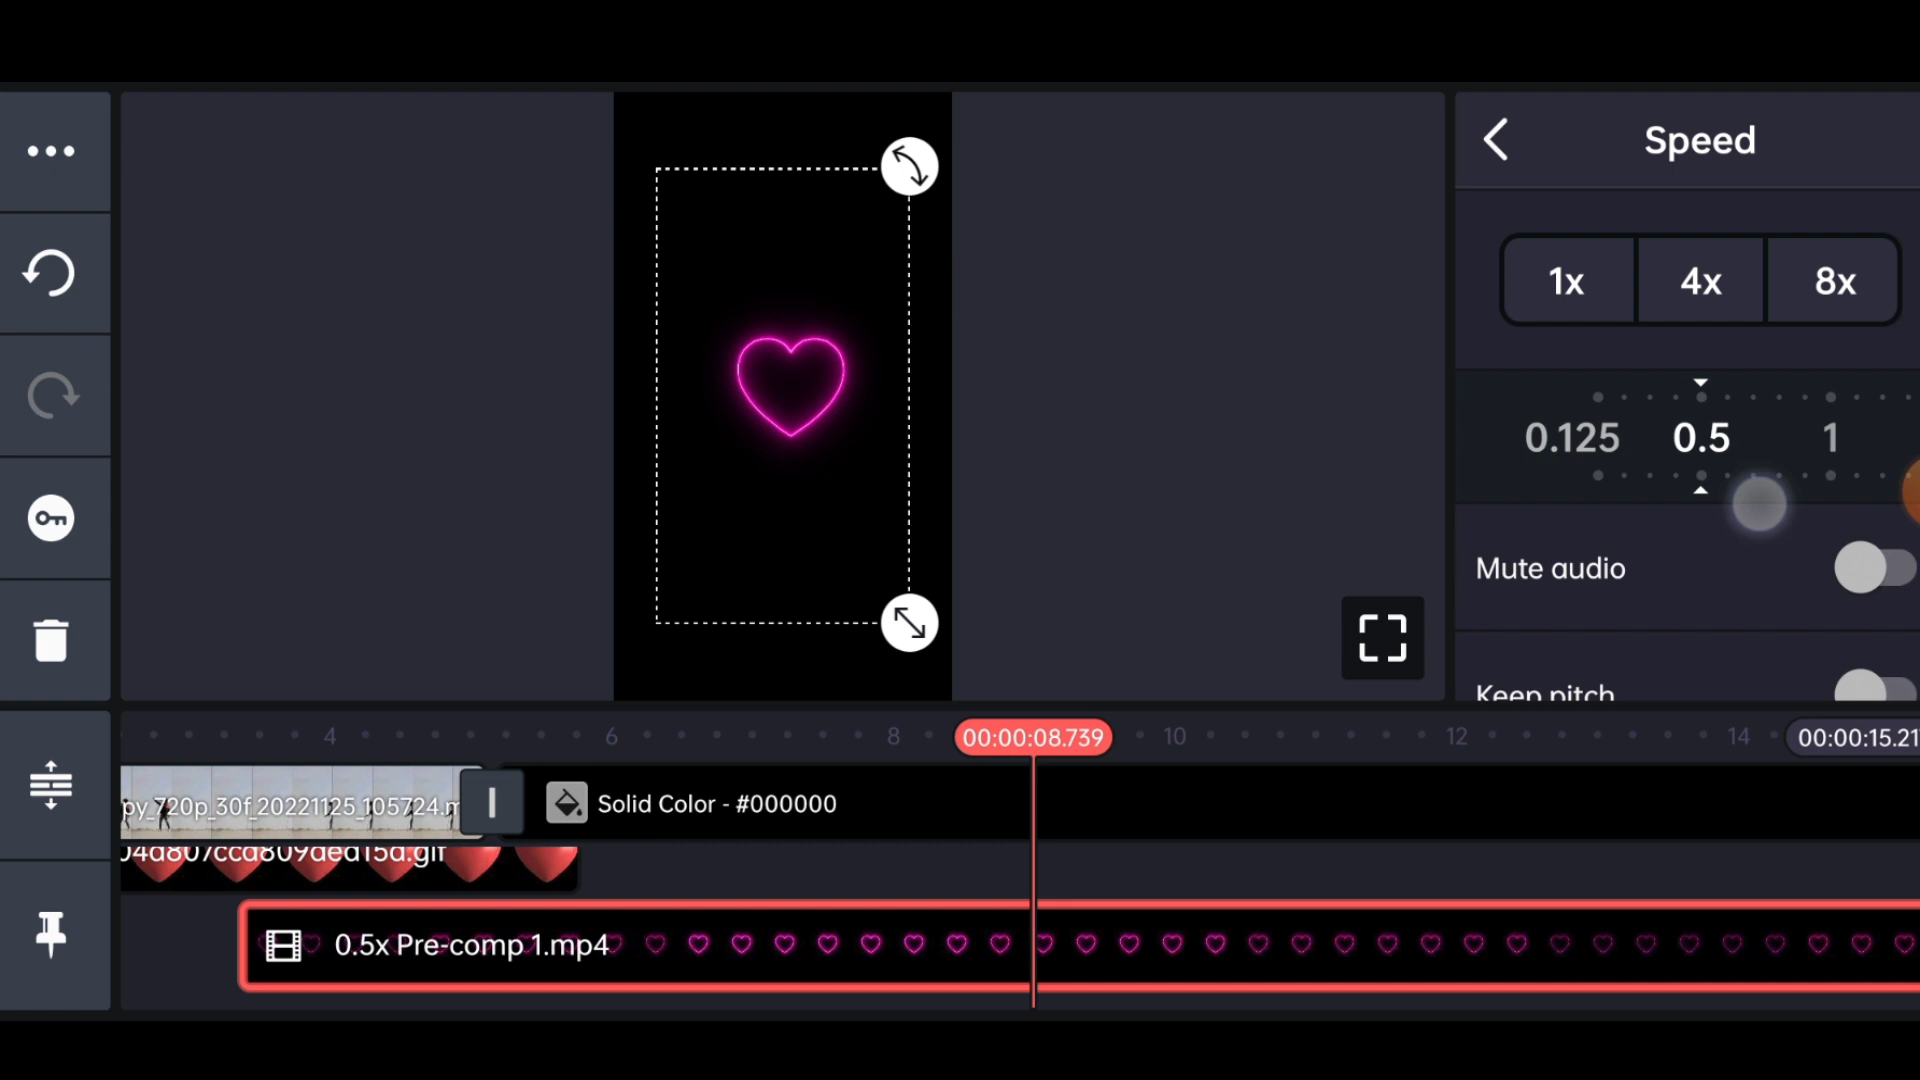 Speed
1x 4x 8x
0.125 0.5 1
Mute audio
Keep pitch
4 6 8 00:00:08.739 10 12 14 00:00:15.21
py_720p_30f_20221125_105724.m
Solid Color - #000000
04d807ccd809ded15d.gif
0.5x Pre-comp 1.mp4